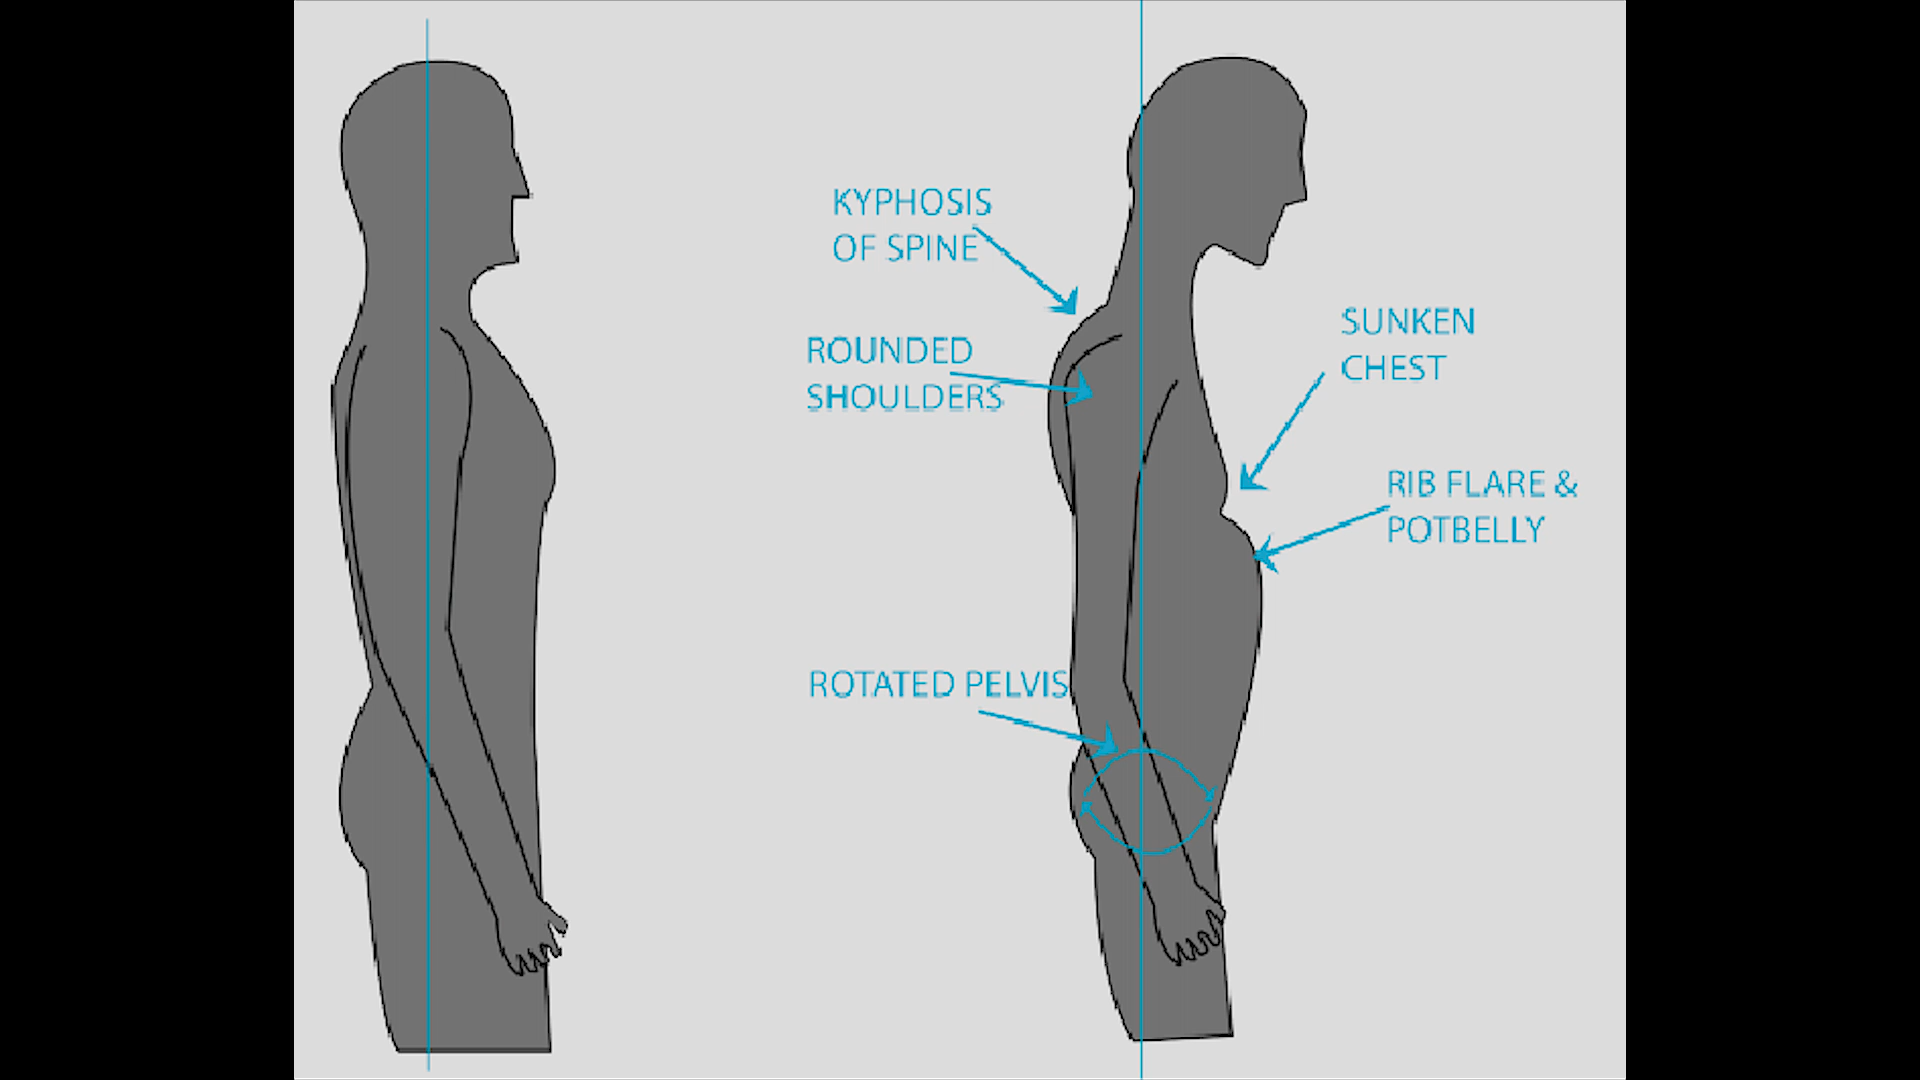 KYPHOSIS
OF SPINE
ROUNDED
SHOULDERS
SUNKEN
CHEST
RIB FLARE &
POTBELLY
ROTATED PELVIS